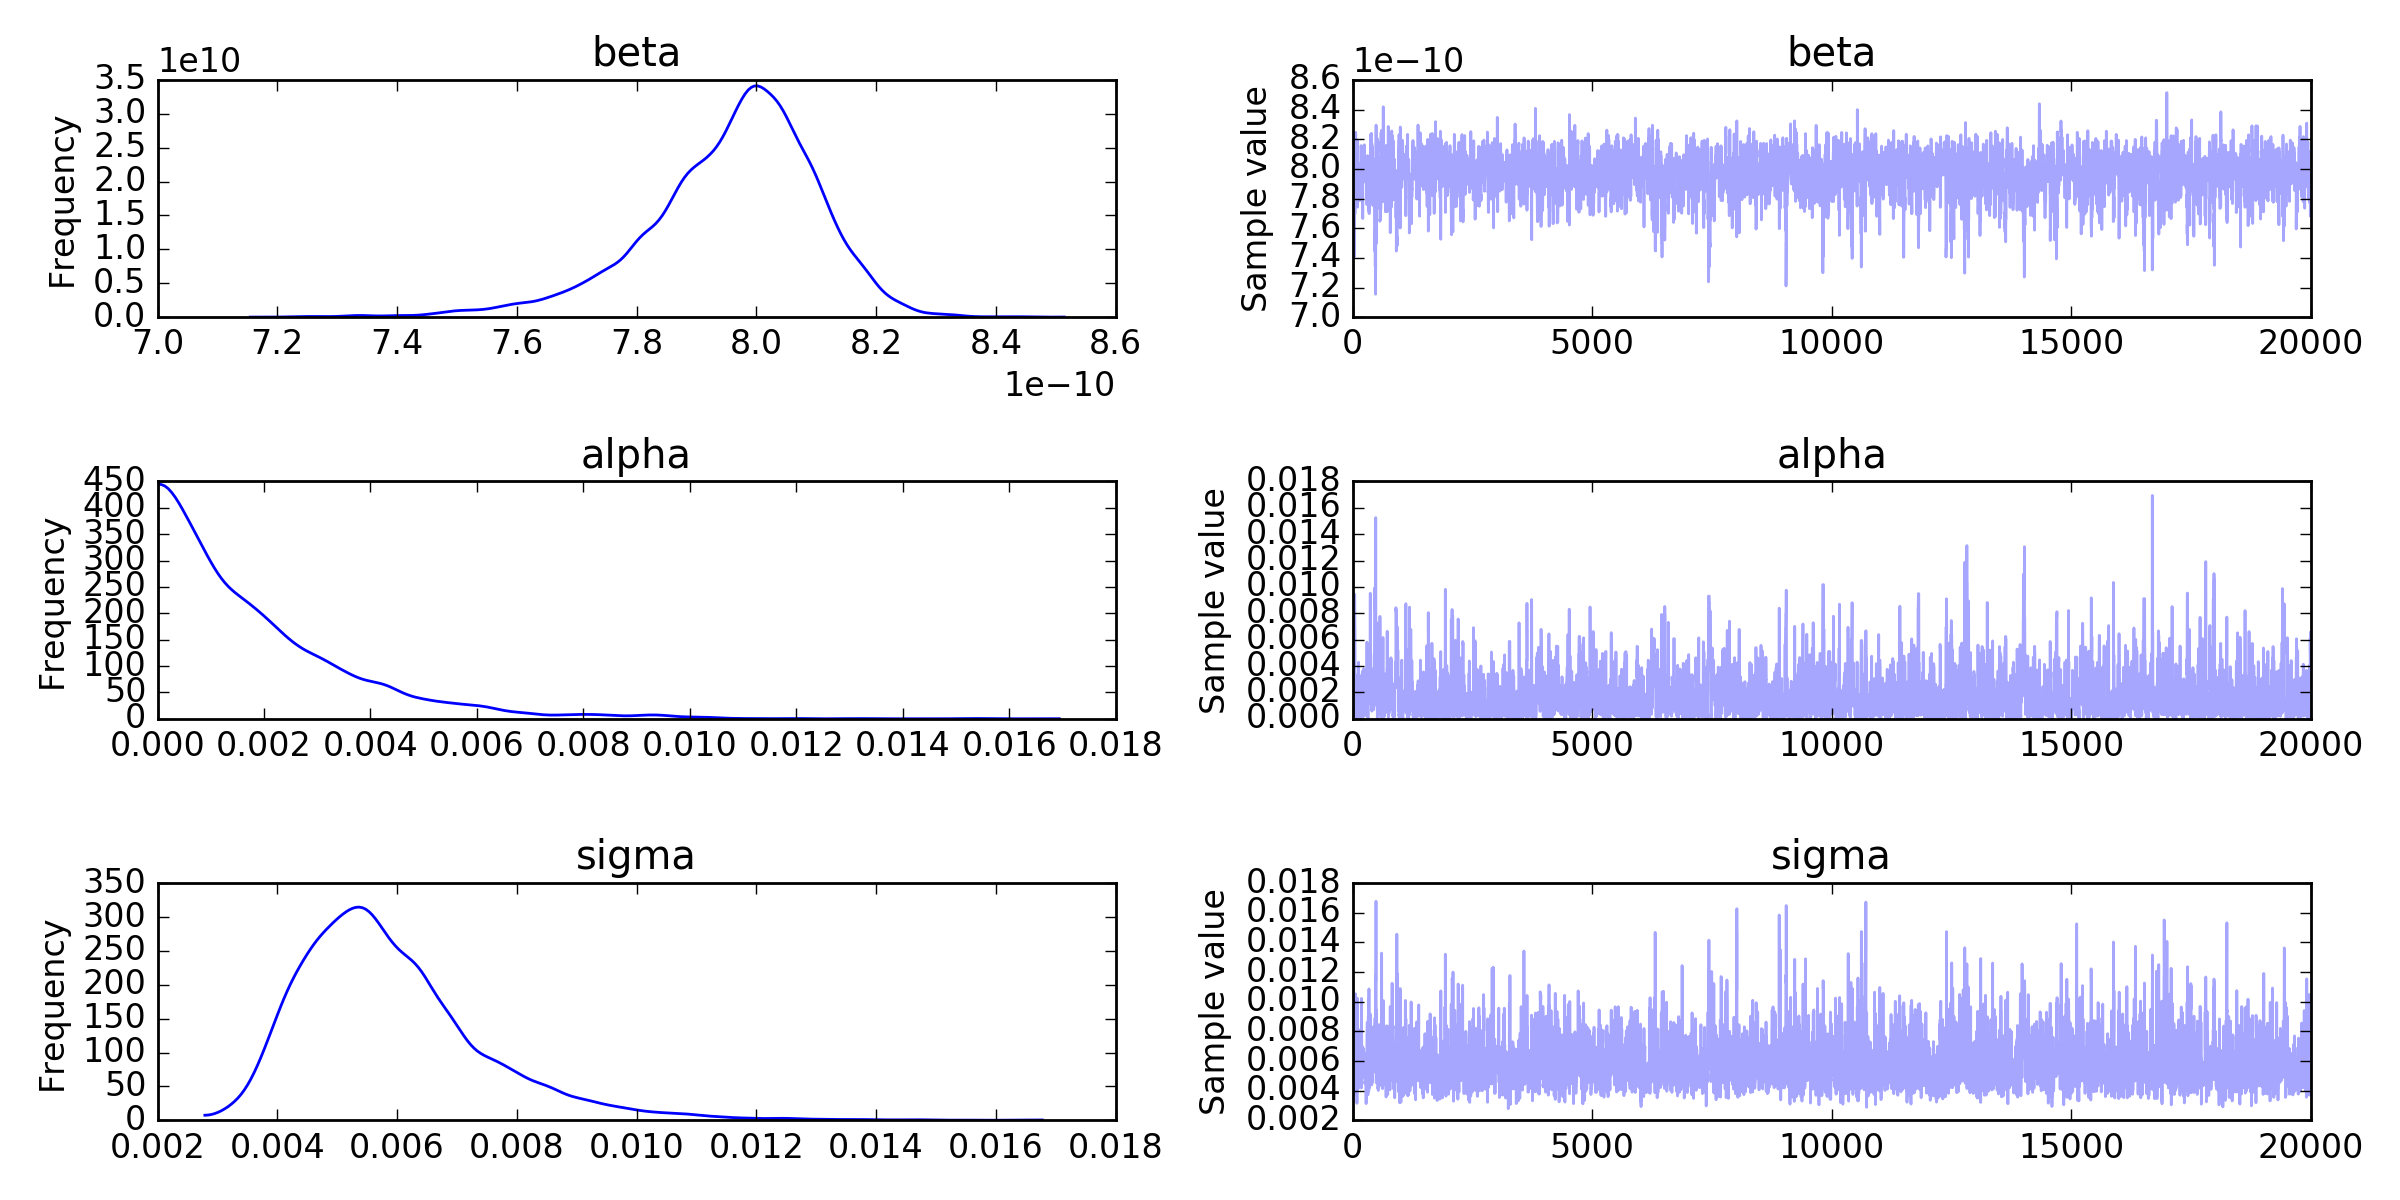 beta
1e10
3.5
3.0
2.5
2.0
1.5
1.0
0.5
0.0
Frequency
7.0 7.2 7.4 7.6 7.8 8.0 8.2 8.4 8.6
1e−10
beta
1e−10
8.6
8.4
8.2
8.0
7.8
7.6
7.4
7.2
7.0
Sample value
0 5000 10000 15000 20000
alpha
450
400
350
300
250
200
150
100
50
0
Frequency
0.000 0.002 0.004 0.006 0.008 0.010 0.012 0.014 0.016 0.018
alpha
0.018
0.016
0.014
0.012
0.010
0.008
0.006
0.004
0.002
0.000
Sample value
0 5000 10000 15000 20000
sigma
350
300
250
200
150
100
50
0
Frequency
0.002 0.004 0.006 0.008 0.010 0.012 0.014 0.016 0.018
sigma
0.018
0.016
0.014
0.012
0.010
0.008
0.006
0.004
0.002
Sample value
0 5000 10000 15000 20000